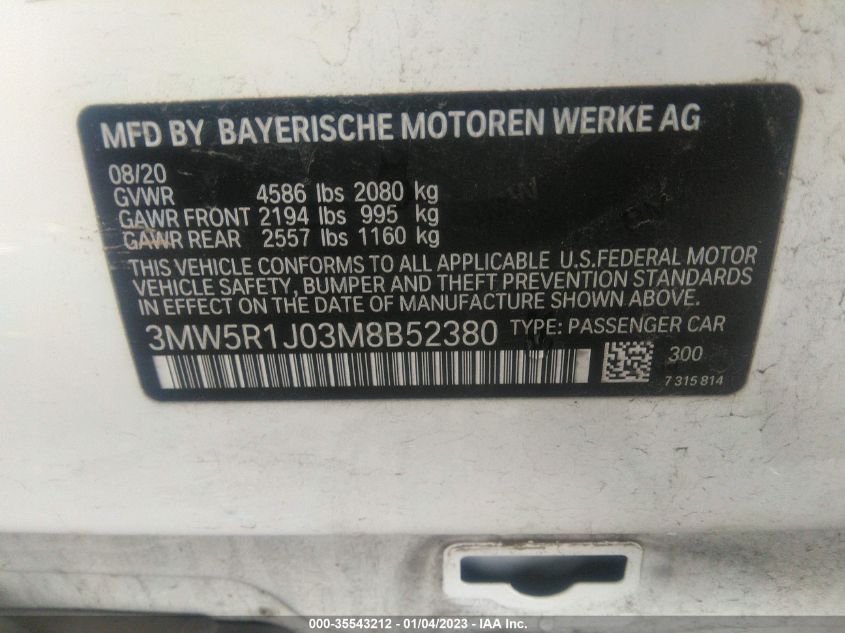 MFD BY BAYERISCHE MOTOREN WERKE AG
08/20
GVWR 4586 lbs 2080 kg
GAWR FRONT 2194 lbs 995 kg
GAWR REAR 2557 lbs 1160 kg
THIS VEHICLE CONFORMS TO ALL APPLICABLE U.S.FEDERAL MOTOR
VEHICLE SAFETY, BUMPER AND THEFT PREVENTION STANDARDS
IN EFFECT ON THE DATE OF MANUFACTURE SHOWN ABOVE.
3MW5R1J03M8B52380 TYPE: PASSENGER CAR
300
7 315 814
000-35543212 - 01/04/2023 - IAA Inc.